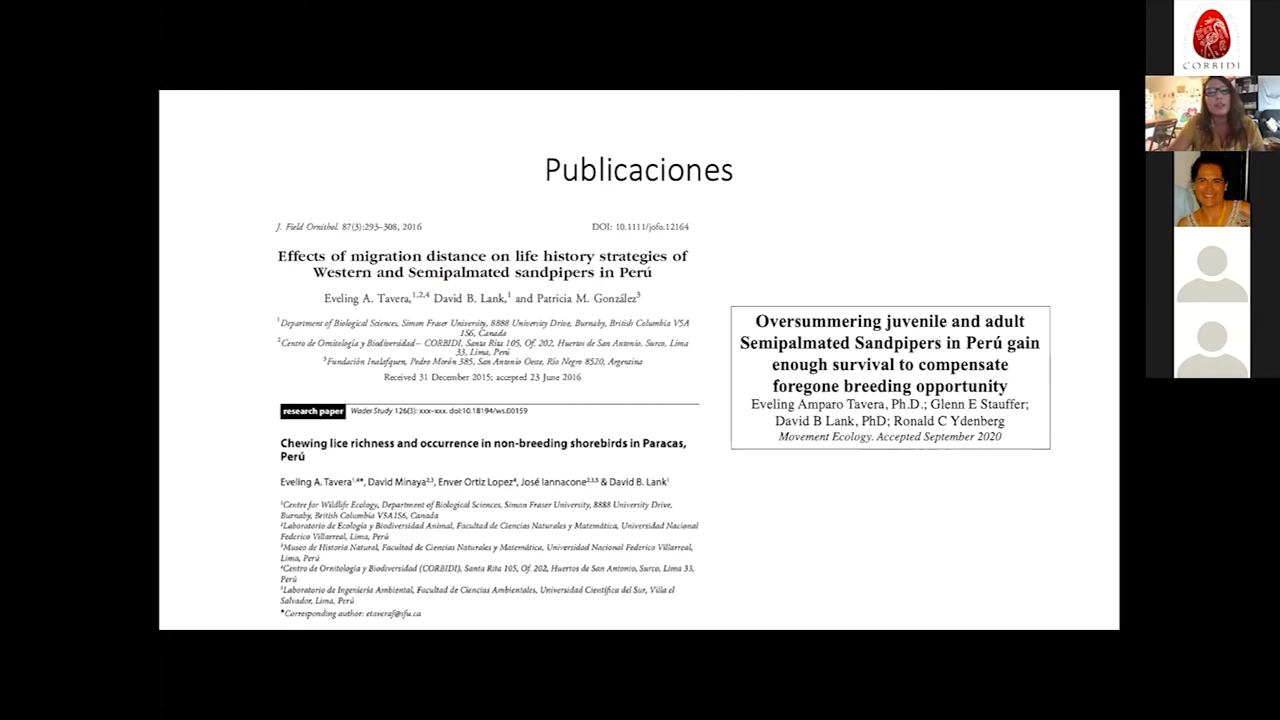 CORBIDI
Publicaciones
J. Field Ornithol. 87(3):293–308, 2016
DOI: 10.1111/jofo.12164
Effects of migration distance on life history strategies of
Western and Semipalmated sandpipers in Perú
Eveling A. Tavera,1,2,4 David B. Lank,1 and Patricia M. González3
1Department of Biological Sciences, Simon Fraser University, 8888 University Drive, Burnaby, British Columbia V5A
1S6, Canada
2Centro de Ornitología y Biodiversidad– CORBIDI, Santa Rita 105, Of. 202, Huertos de San Antonio, Surco, Lima
33, Lima, Perú
3Fundación Inalafquen, Pedro Morón 385, San Antonio Oeste, Río Negro 8520, Argentina
Received 31 December 2015; accepted 23 June 2016
research paper Wader Study 126(3): xxx–xxx. doi:10.18194/ws.00159
Chewing lice richness and occurrence in non-breeding shorebirds in Paracas,
Perú
Eveling A. Tavera1,4*, David Minaya2,3, Enver Ortiz Lopez4, José Iannacone2,3,5 & David B. Lank1
1Centre for Wildlife Ecology, Department of Biological Sciences, Simon Fraser University, 8888 University Drive,
Burnaby, British Columbia V5A1S6, Canada
2Laboratorio de Ecología y Biodiversidad Animal, Facultad de Ciencias Naturales y Matemática, Universidad Nacional
Federico Villarreal, Lima, Perú
3Museo de Historia Natural, Facultad de Ciencias Naturales y Matemática, Universidad Nacional Federico Villarreal,
Lima, Perú
4Centro de Ornitología y Biodiversidad (CORBIDI), Santa Rita 105, Of. 202, Huertos de San Antonio, Surco, Lima 33,
Perú
5Laboratorio de Ingeniería Ambiental, Facultad de Ciencias Ambientales, Universidad Científica del Sur, Villa el
Salvador, Lima, Perú
*Corresponding author: etaveraf@sfu.ca
Oversummering juvenile and adult
Semipalmated Sandpipers in Perú gain
enough survival to compensate
foregone breeding opportunity
Eveling Amparo Tavera, Ph.D.; Glenn E Stauffer;
David B Lank, PhD; Ronald C Ydenberg
Movement Ecology. Accepted September 2020